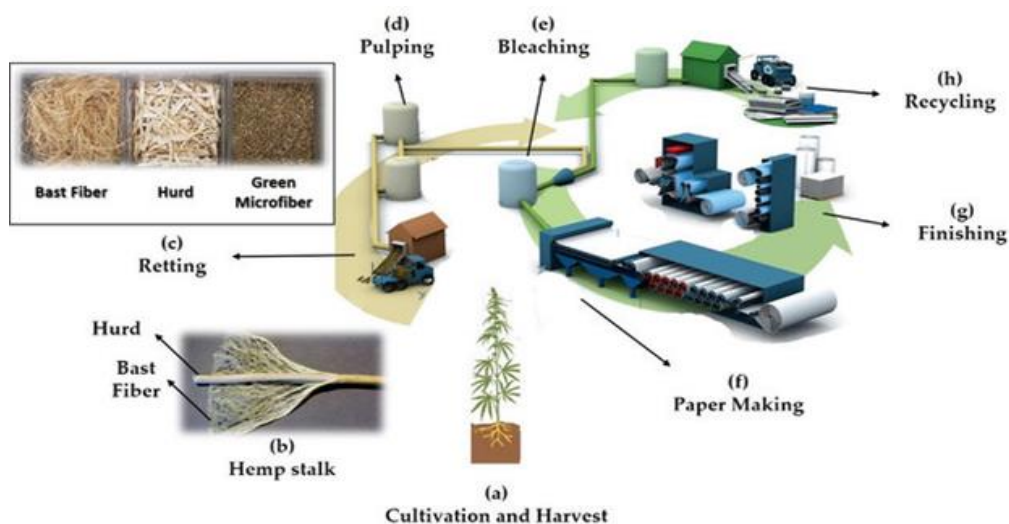 (d)
Pulping
(e)
Bleaching
(h)
Recycling
Bast Fiber
Hurd
Green
Microfiber
(c)
Retting
(g)
Finishing
Hurd
Bast
Fiber
(b)
Hemp stalk
(f)
Paper Making
(a)
Cultivation and Harvest